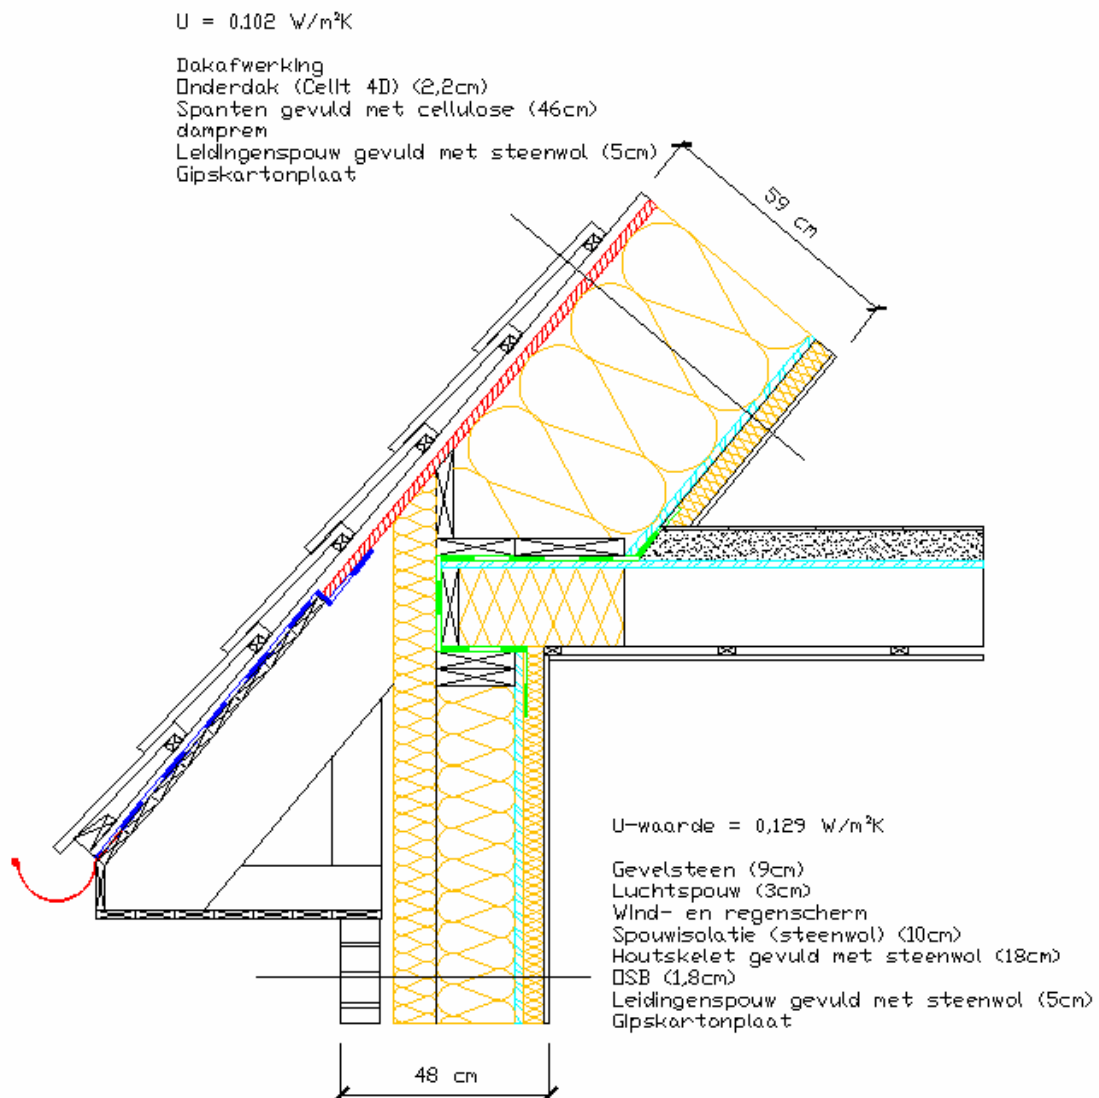 U = 0.102 W/m²K
Dakafwerking
Onderdak (Celit 4D) (2,2cm)
Spanten gevuld met cellulose (46cm)
damprem
Leidingenspouw gevuld met steenwol (5cm)
Gipskartonplaat
59 cm
U-waarde = 0,129 W/m²K
Gevelsteen (9cm)
Luchtspouw (3cm)
Wind- en regenscherm
Spouwisolatie (steenwol) (10cm)
Houtskelet gevuld met steenwol (18cm)
OSB (1,8cm)
Leidingenspouw gevuld met steenwol (5cm)
Gipskartonplaat
48 cm